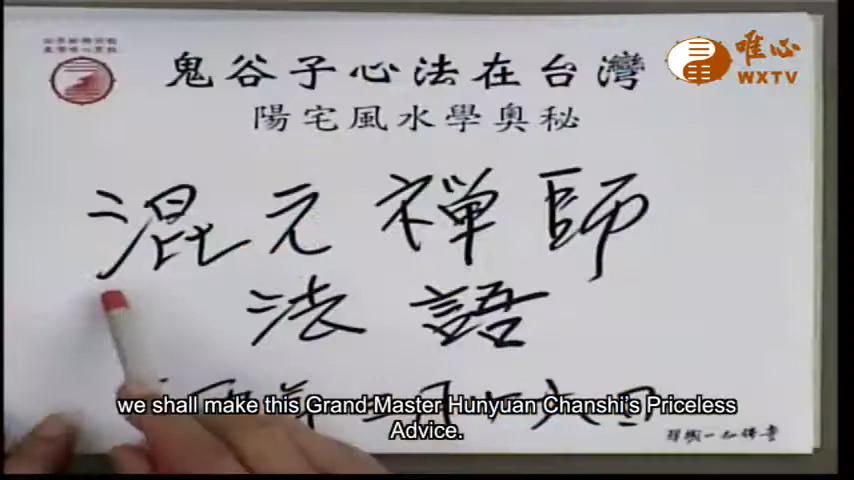 鬼谷子心法在台灣
唯心
WXTV
陽宅風水學奧秘
混元禪師
法語
we shall make this Grand Master Hunyuan Chanshi's Priceless
Advice.